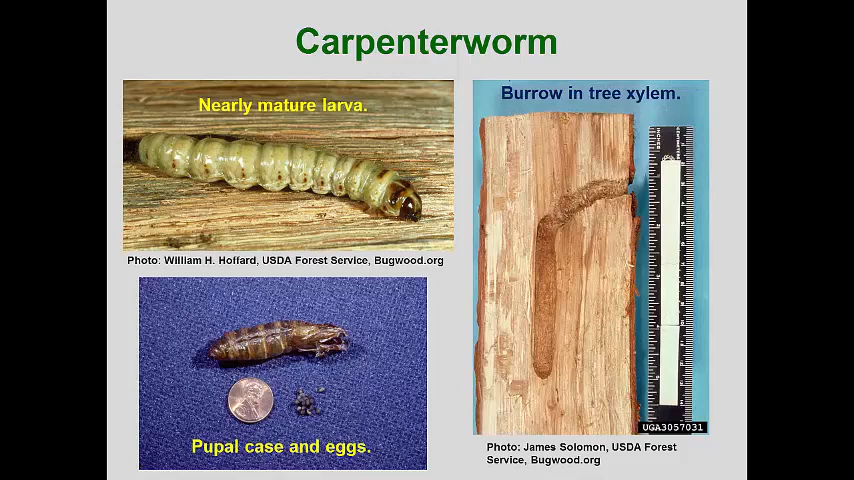 Carpenterworm
Nearly mature larva.
Photo: William H. Hoffard, USDA Forest Service, Bugwood.org
Pupal case and eggs.
Burrow in tree xylem.
UGA3057031
Photo: James Solomon, USDA Forest
Service, Bugwood.org